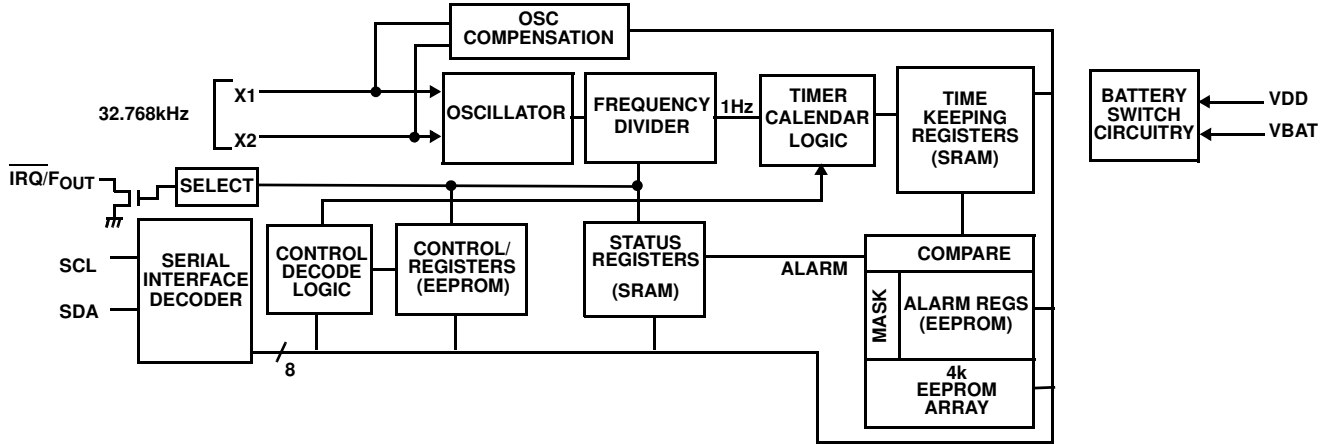 OSC
COMPENSATION
32.768kHz
X1
X2
OSCILLATOR
FREQUENCY
DIVIDER
1Hz
TIMER
CALENDAR
LOGIC
TIME
KEEPING
REGISTERS
(SRAM)
BATTERY
SWITCH
CIRCUITRY
VDD
VBAT
IRQ/FOUT
SELECT
SCL
SDA
SERIAL
INTERFACE
DECODER
CONTROL
DECODE
LOGIC
CONTROL/
REGISTERS
(EEPROM)
STATUS
REGISTERS
(SRAM)
ALARM
COMPARE
MASK
ALARM REGS
(EEPROM)
4k
EEPROM
ARRAY
8